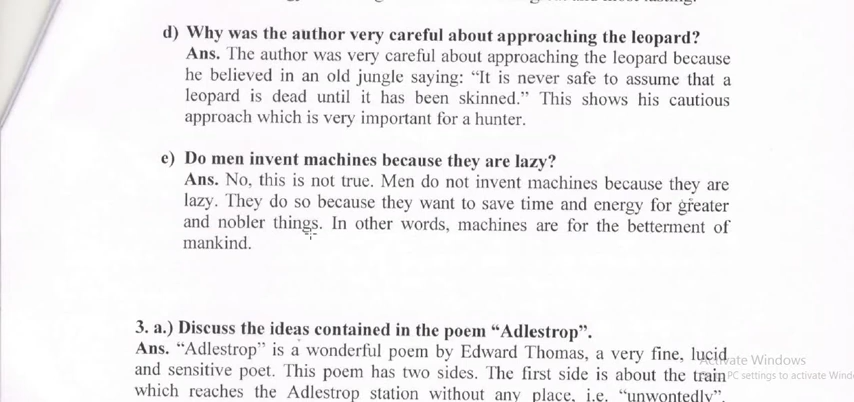 d) Why was the author very careful about approaching the leopard?
Ans. The author was very careful about approaching the leopard because
he believed in an old jungle saying: “It is never safe to assume that a
leopard is dead until it has been skinned.” This shows his cautious
approach which is very important for a hunter.
e) Do men invent machines because they are lazy?
Ans. No, this is not true. Men do not invent machines because they are
lazy. They do so because they want to save time and energy for greater
and nobler things. In other words, machines are for the betterment of
mankind.
3. a.) Discuss the ideas contained in the poem “Adlestrop”.
Ans. “Adlestrop” is a wonderful poem by Edward Thomas, a very fine, lucid
and sensitive poet. This poem has two sides. The first side is about the train
which reaches the Adlestrop station without any place, i.e. “unwontedly”.
vate Windows
PC settings to activate Wind